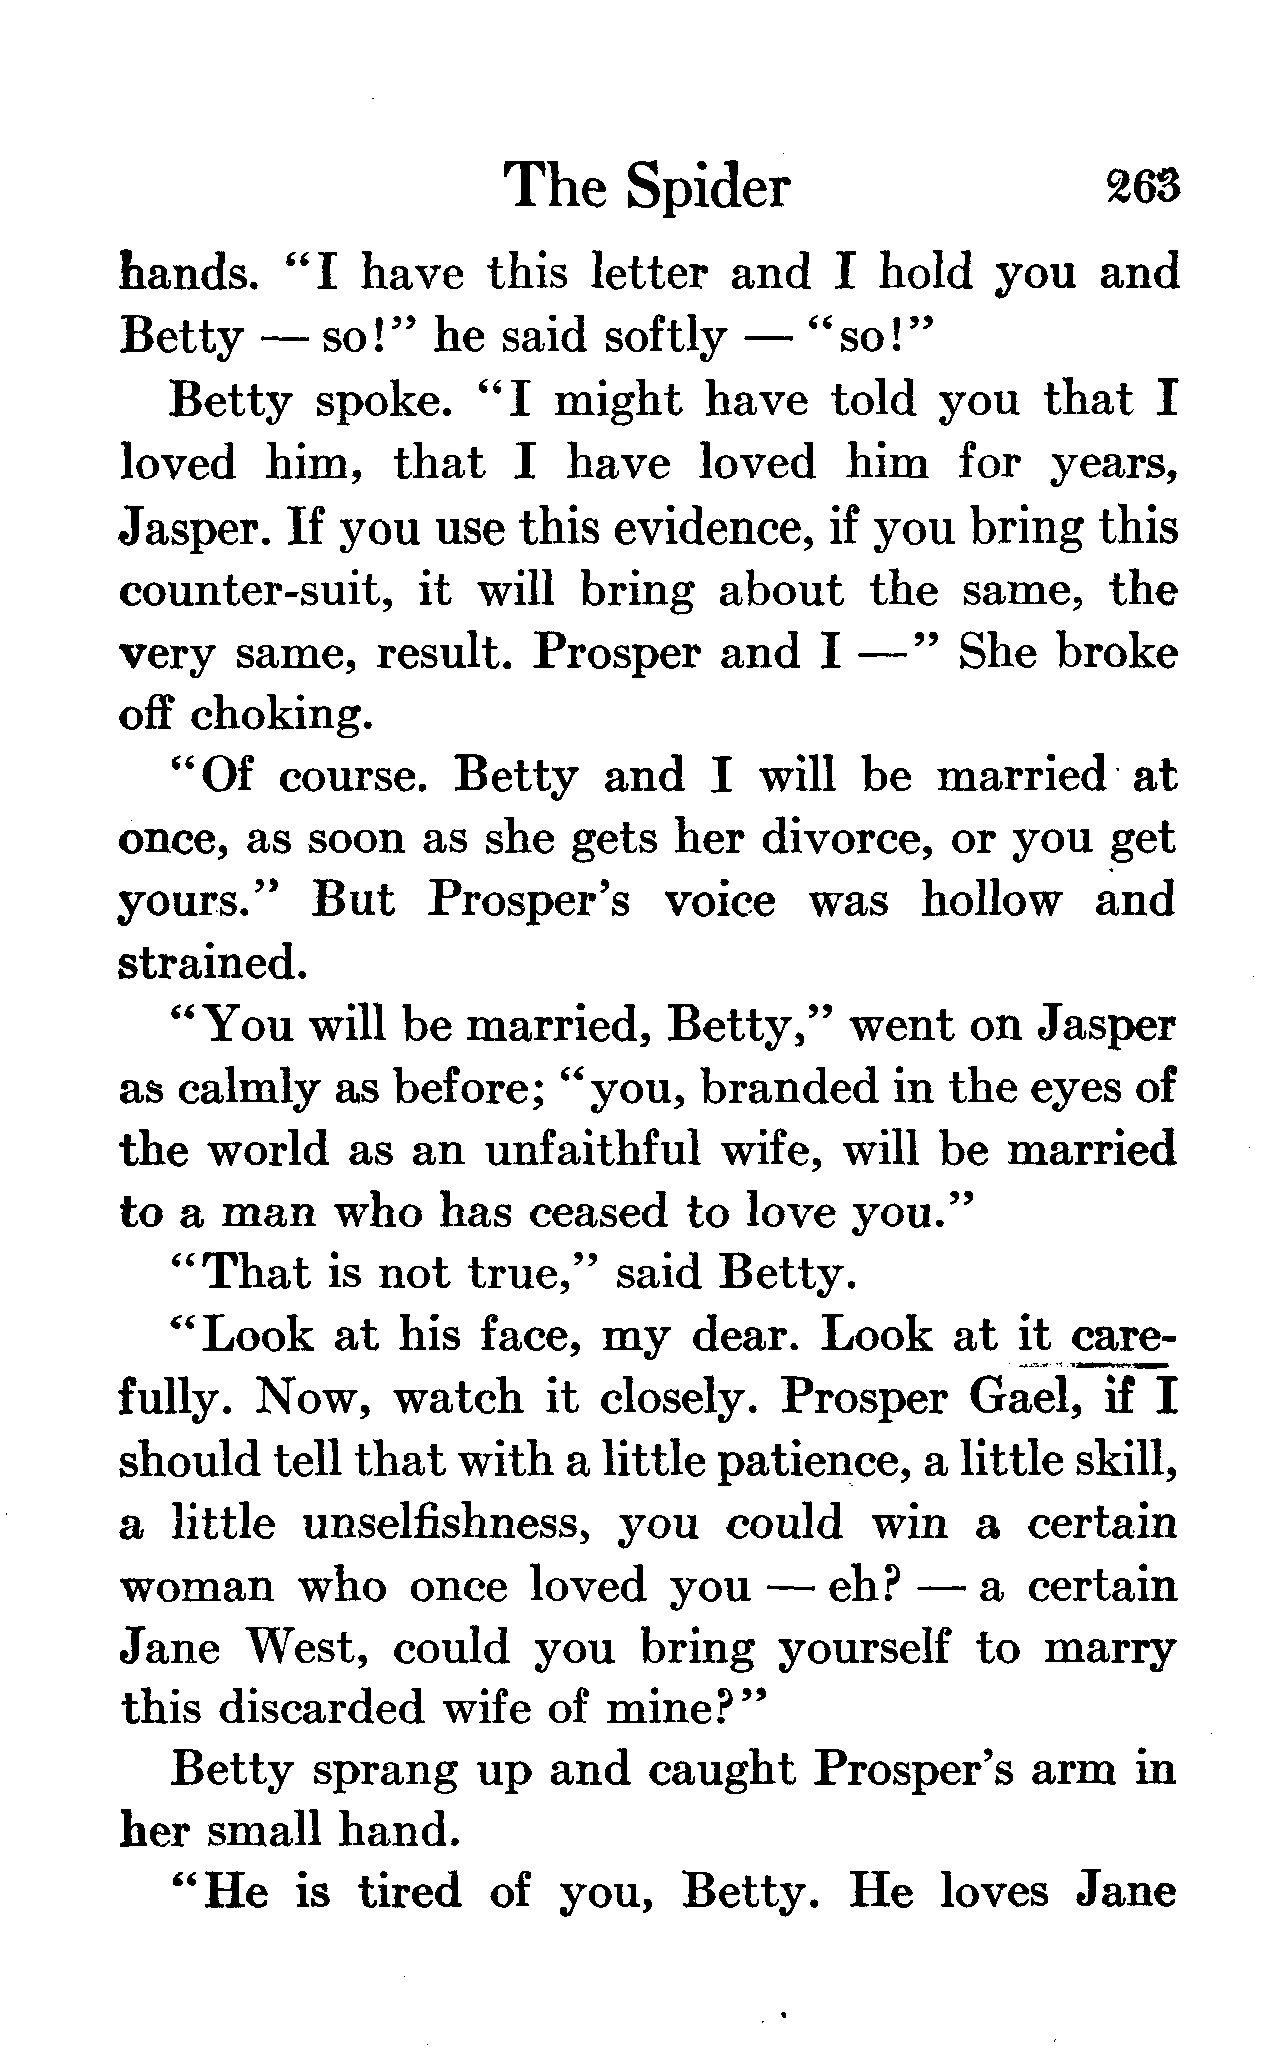 The Spider 263
hands. "I have this letter and I hold you and
Betty — so!" he said softly — "so!"
Betty spoke. "I might have told you that I
loved him, that I have loved him for years,
Jasper. If you use this evidence, if you bring this
counter-suit, it will bring about the same, the
very same, result. Prosper and I —" She broke
off choking.
"Of course. Betty and I will be married at
once, as soon as she gets her divorce, or you get
yours." But Prosper's voice was hollow and
strained.
"You will be married, Betty," went on Jasper
as calmly as before; "you, branded in the eyes of
the world as an unfaithful wife, will be married
to a man who has ceased to love you."
"That is not true," said Betty.
"Look at his face, my dear. Look at it care-
fully. Now, watch it closely. Prosper Gael, if I
should tell that with a little patience, a little skill,
a little unselfishness, you could win a certain
woman who once loved you — eh? — a certain
Jane West, could you bring yourself to marry
this discarded wife of mine?"
Betty sprang up and caught Prosper's arm in
her small hand.
"He is tired of you, Betty. He loves Jane